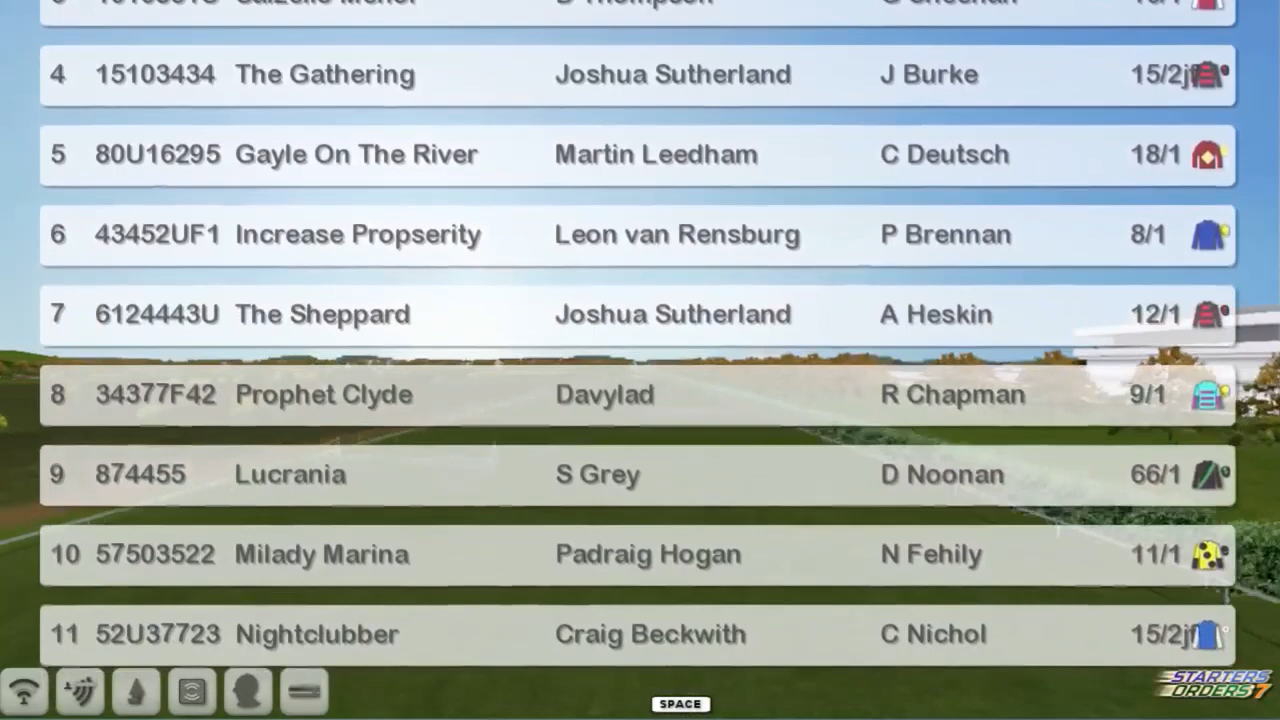 4 15103434 The Gathering Joshua Sutherland J Burke 15/2jf
5 80U16295 Gayle On The River Martin Leedham C Deutsch 18/1
6 43452UF1 Increase Propserity Leon van Rensburg P Brennan 8/1
7 6124443U The Sheppard Joshua Sutherland A Heskin 12/1
8 34377F42 Prophet Clyde Davylad R Chapman 9/1
9 874455 Lucrania S Grey D Noonan 66/1
10 57503522 Milady Marina Padraig Hogan N Fehily 11/1
11 52U37723 Nightclubber Craig Beckwith C Nichol 15/2jf
SPACE
STARTERS
ORDERS 7